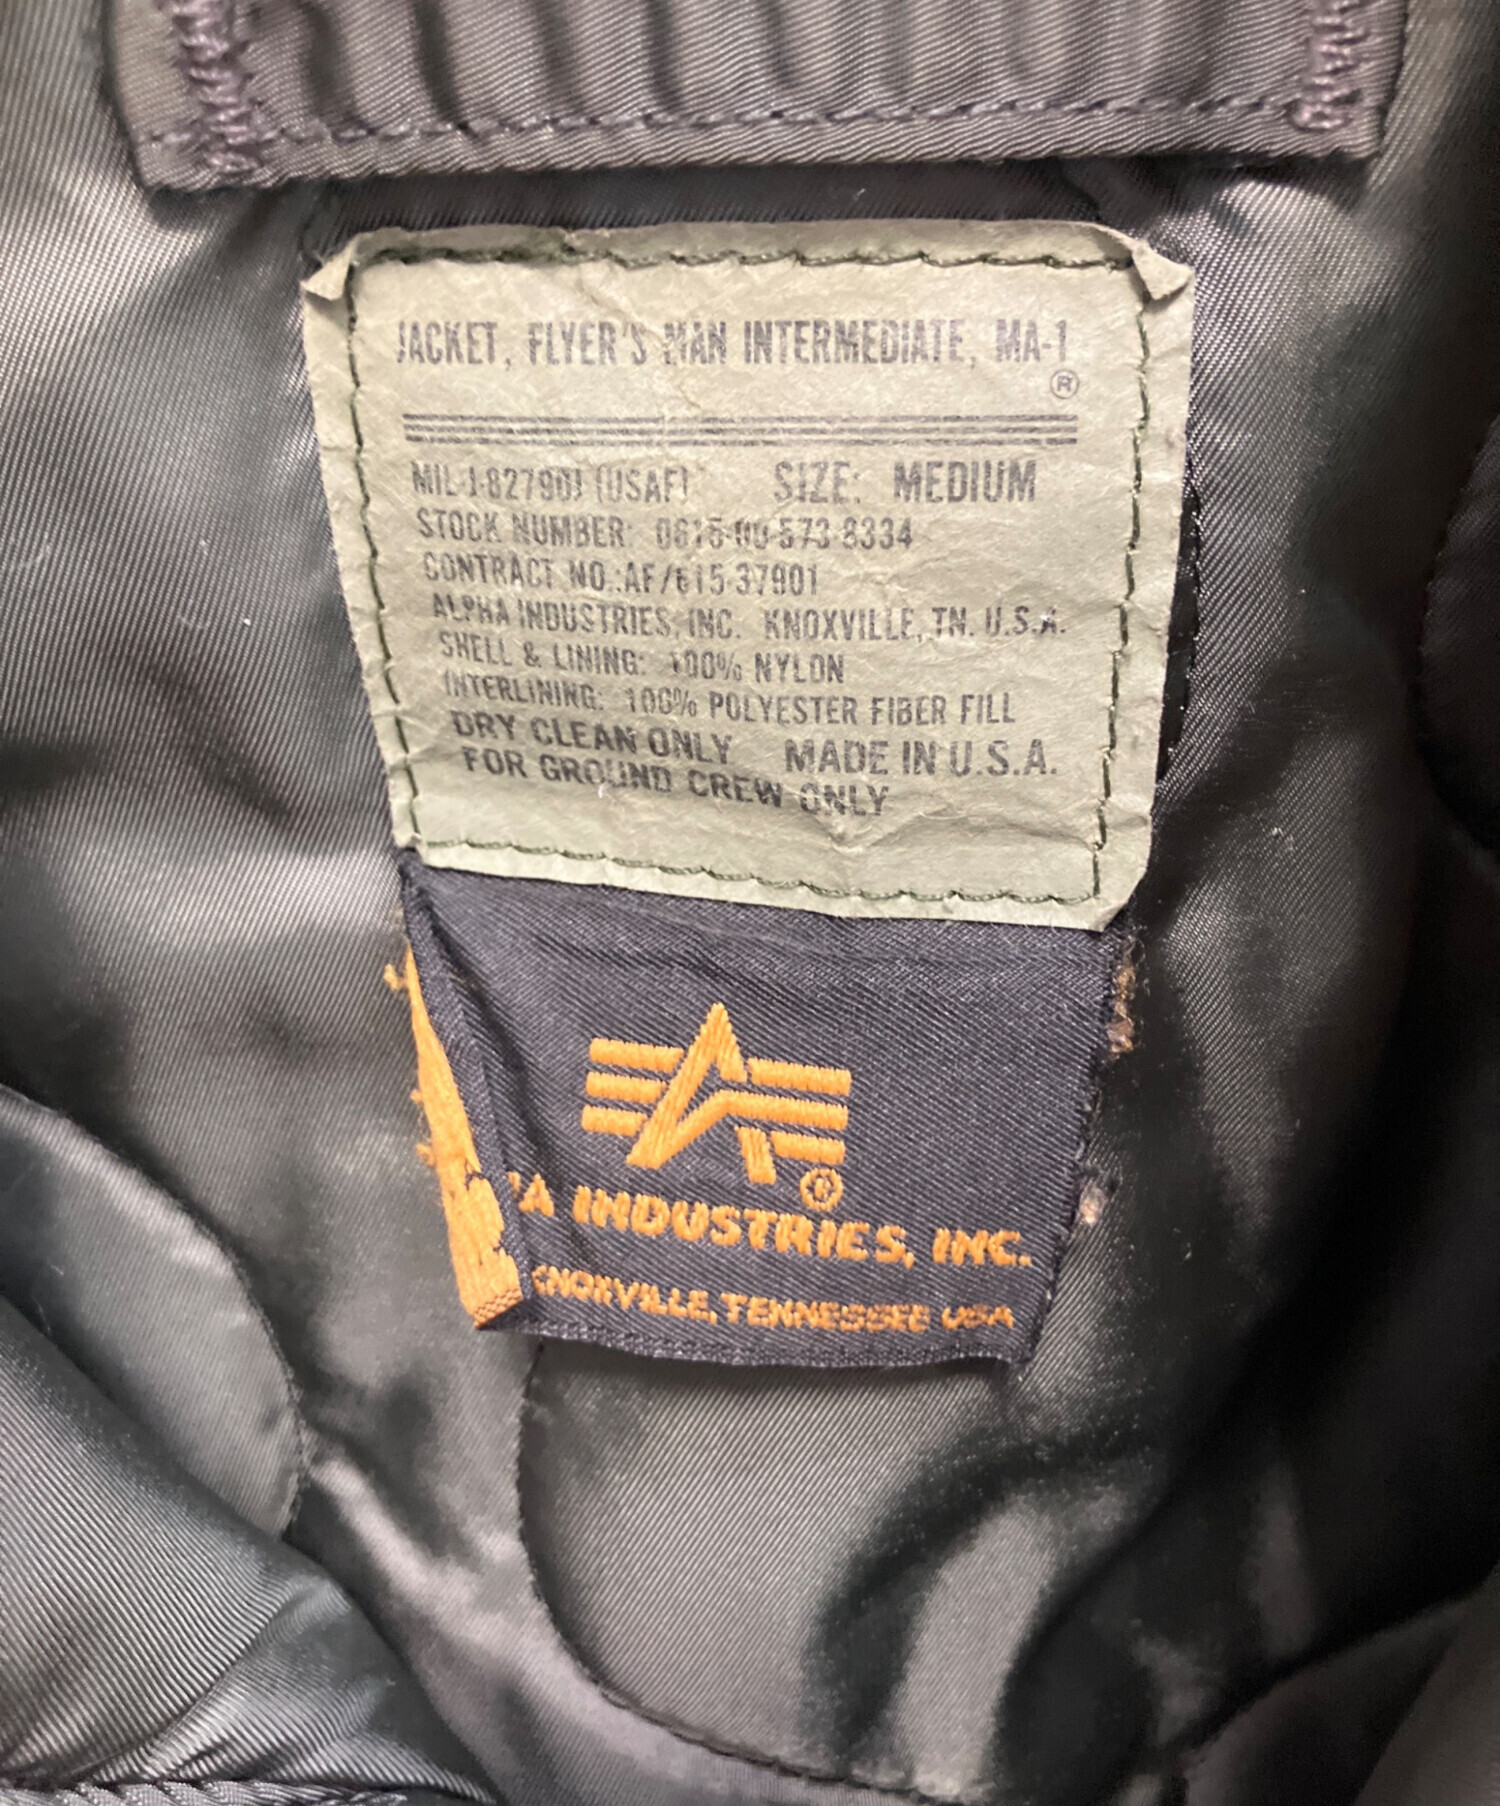 JACKET, FLYER'S MAN INTERMEDIATE, MA-1
®
MIL-J-8279DJ (USAF) SIZE: MEDIUM
STOCK NUMBER: 0615-00-573-8334
CONTRACT NO.:AF/615-37901
ALPHA INDUSTRIES, INC. KNOXVILLE, TN. U.S.A.
SHELL & LINING: 100% NYLON
INTERLINING: 100% POLYESTER FIBER FILL
DRY CLEAN ONLY MADE IN U.S.A.
FOR GROUND CREW ONLY
®
A INDUSTRIES, INC.
KNOXVILLE, TENNESSEE USA